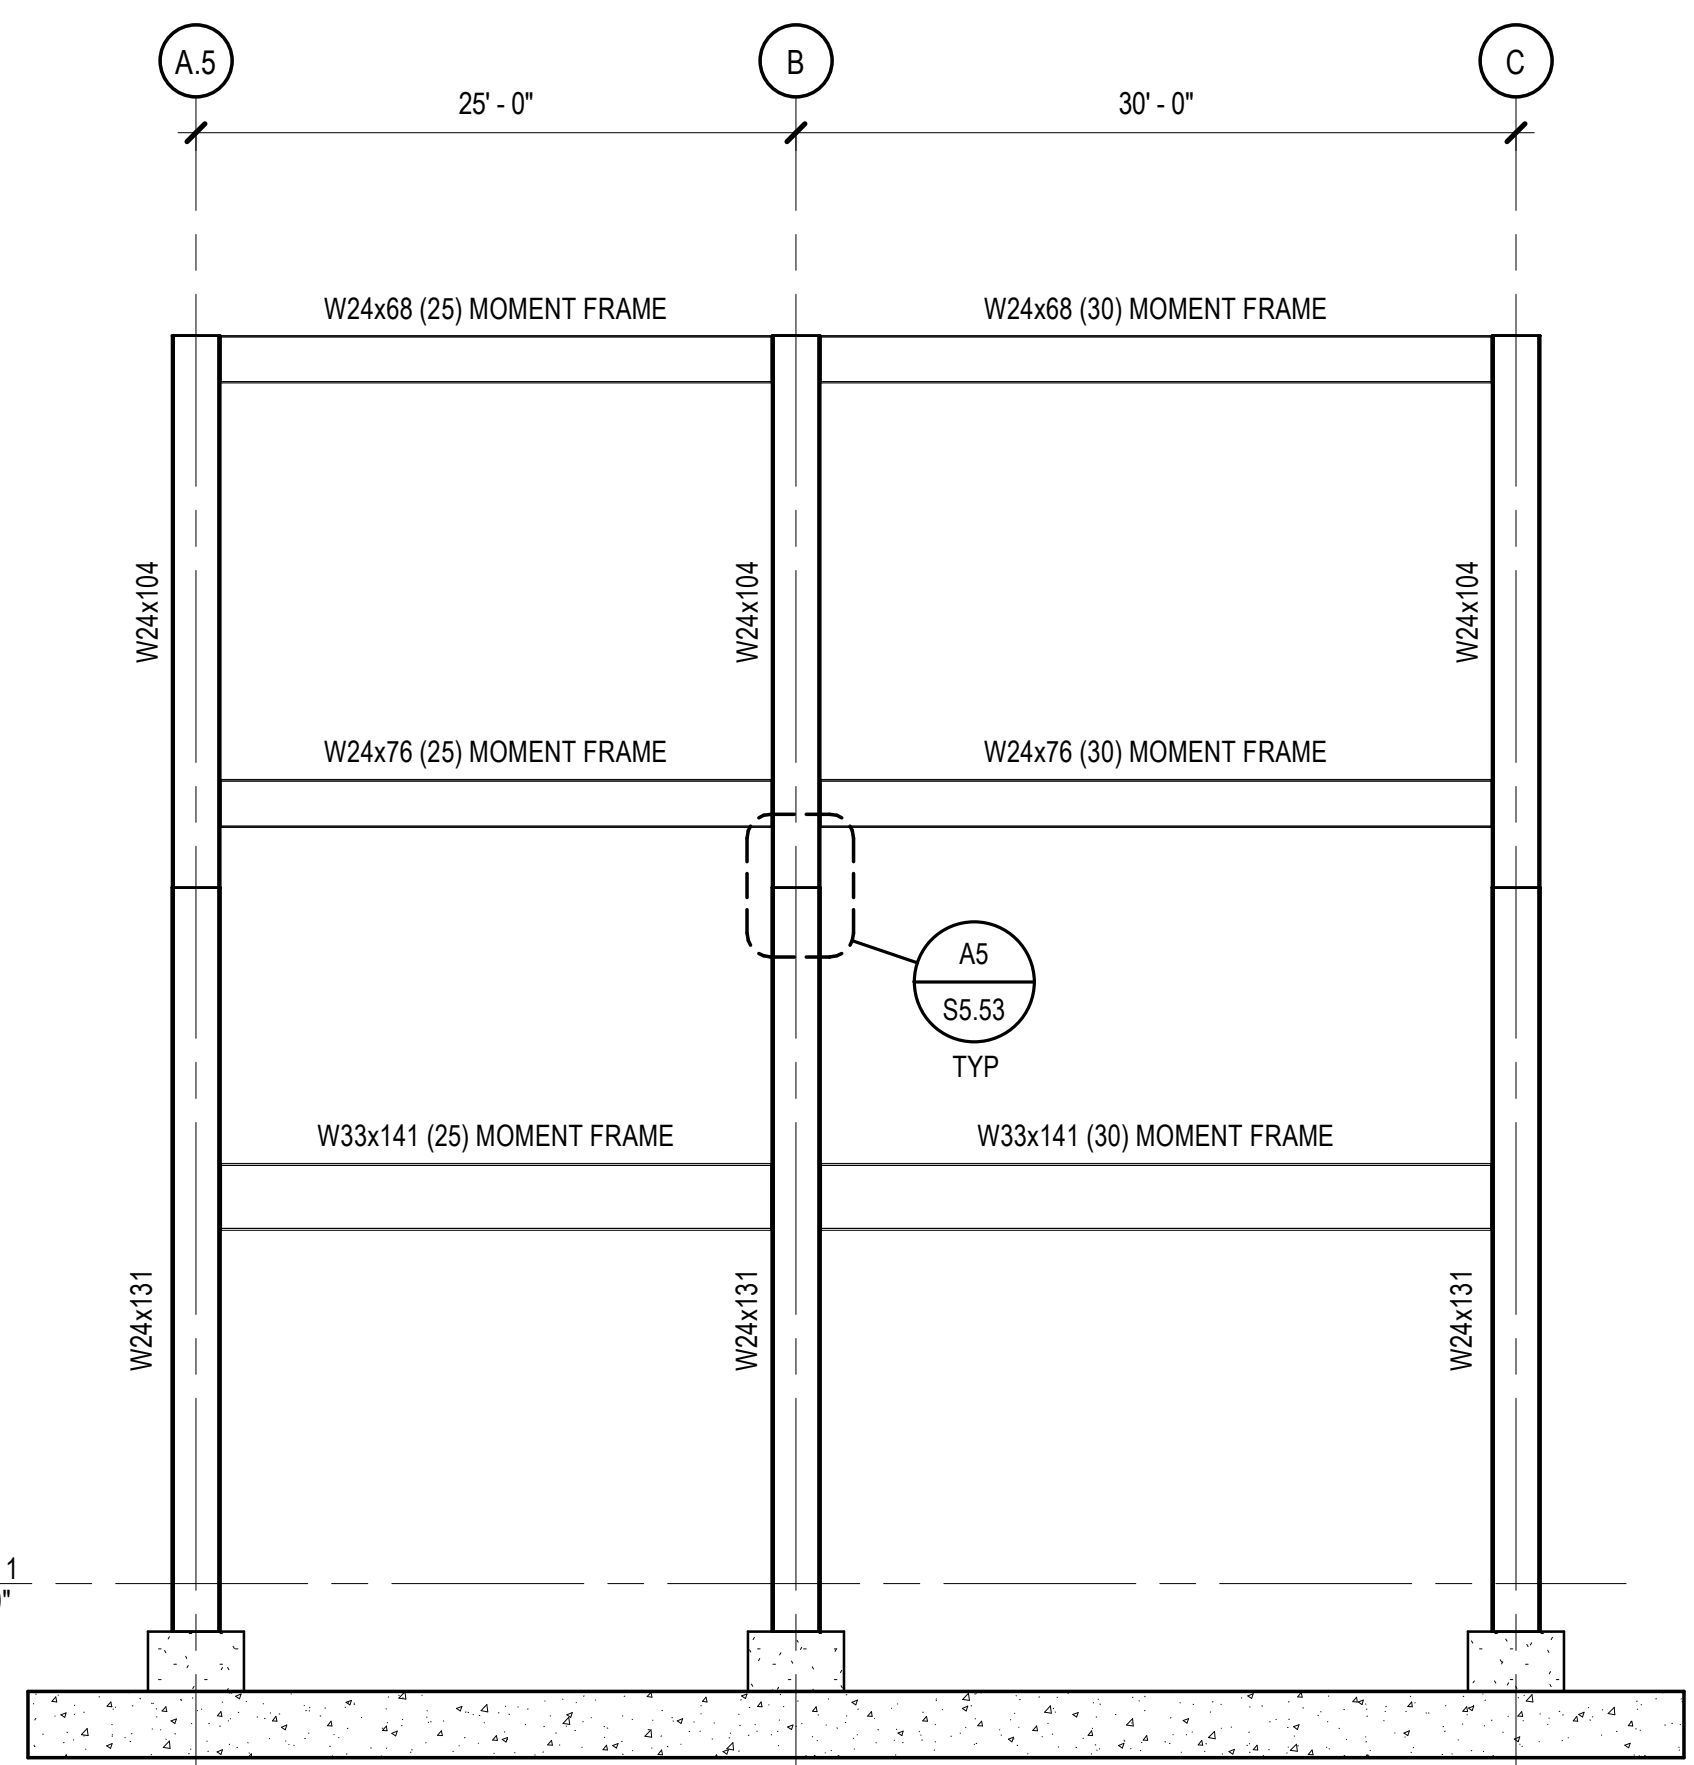 A.5
B
C
25' - 0"
30' - 0"
W24x68 (25) MOMENT FRAME
W24x68 (30) MOMENT FRAME
W24x104
W24x104
W24x104
W24x76 (25) MOMENT FRAME
W24x76 (30) MOMENT FRAME
A5
S5.53
TYP
W33x141 (25) MOMENT FRAME
W33x141 (30) MOMENT FRAME
W24x131
W24x131
W24x131
1
"